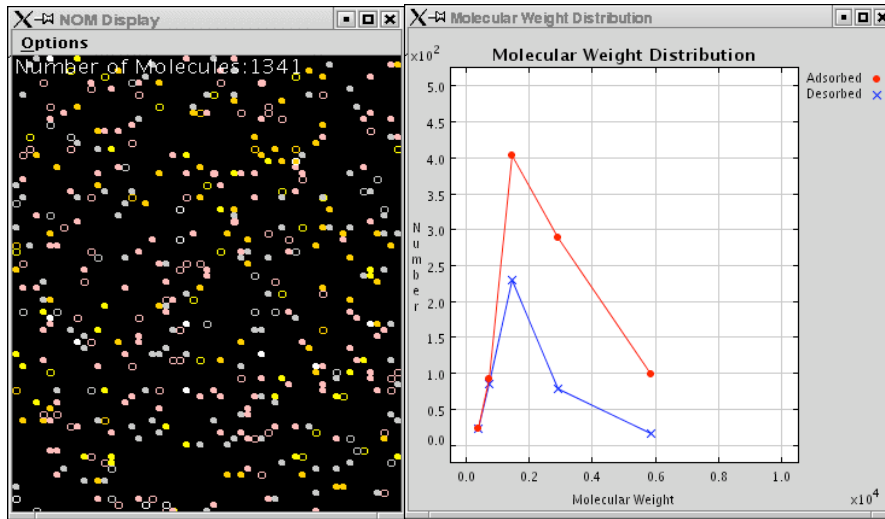 NOM Display
Options
Number of Molecules:1341
Molecular Weight Distribution
Molecular Weight Distribution
x10²
5.0
4.5
4.0
3.5
3.0
2.5
2.0
1.5
1.0
0.5
0.0
Number
0.0 0.2 0.4 0.6 0.8 1.0
x10⁴
Molecular Weight
Adsorbed
Desorbed